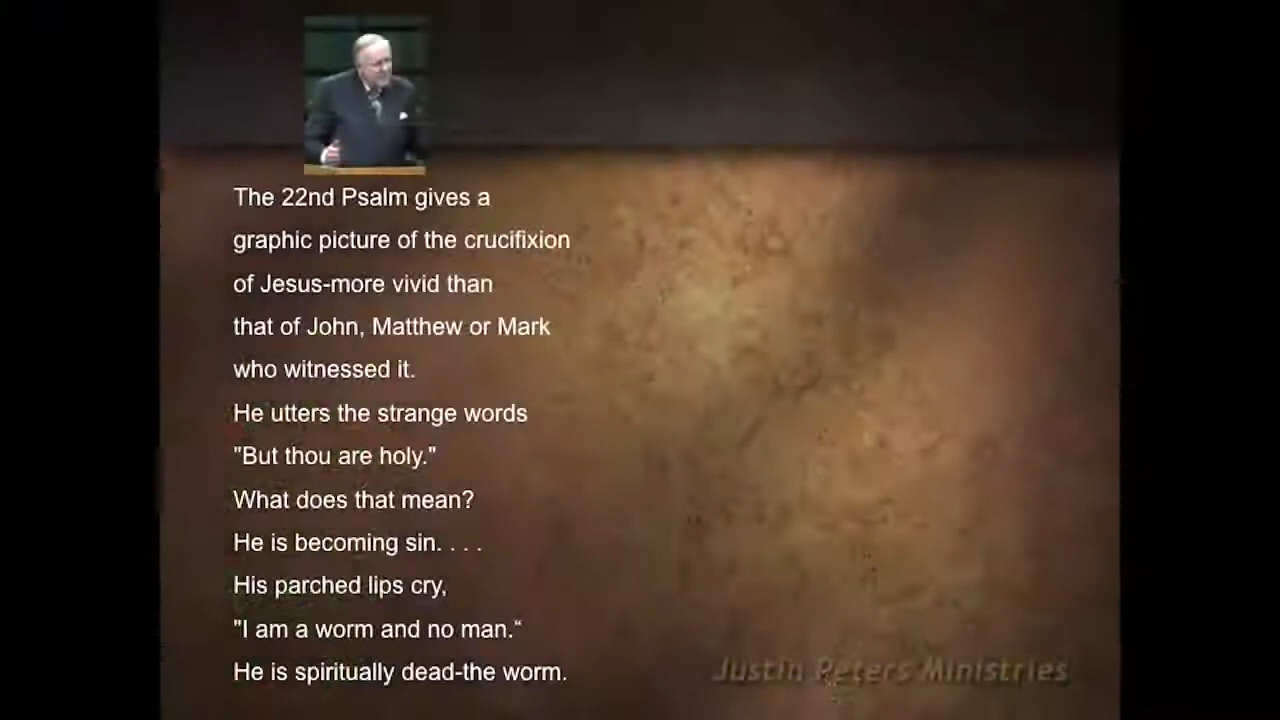 The 22nd Psalm gives a
graphic picture of the crucifixion
of Jesus-more vivid than
that of John, Matthew or Mark
who witnessed it.
He utters the strange words
"But thou are holy."
What does that mean?
He is becoming sin. . . .
His parched lips cry,
"I am a worm and no man.“
He is spiritually dead-the worm.
Justin Peters Ministries